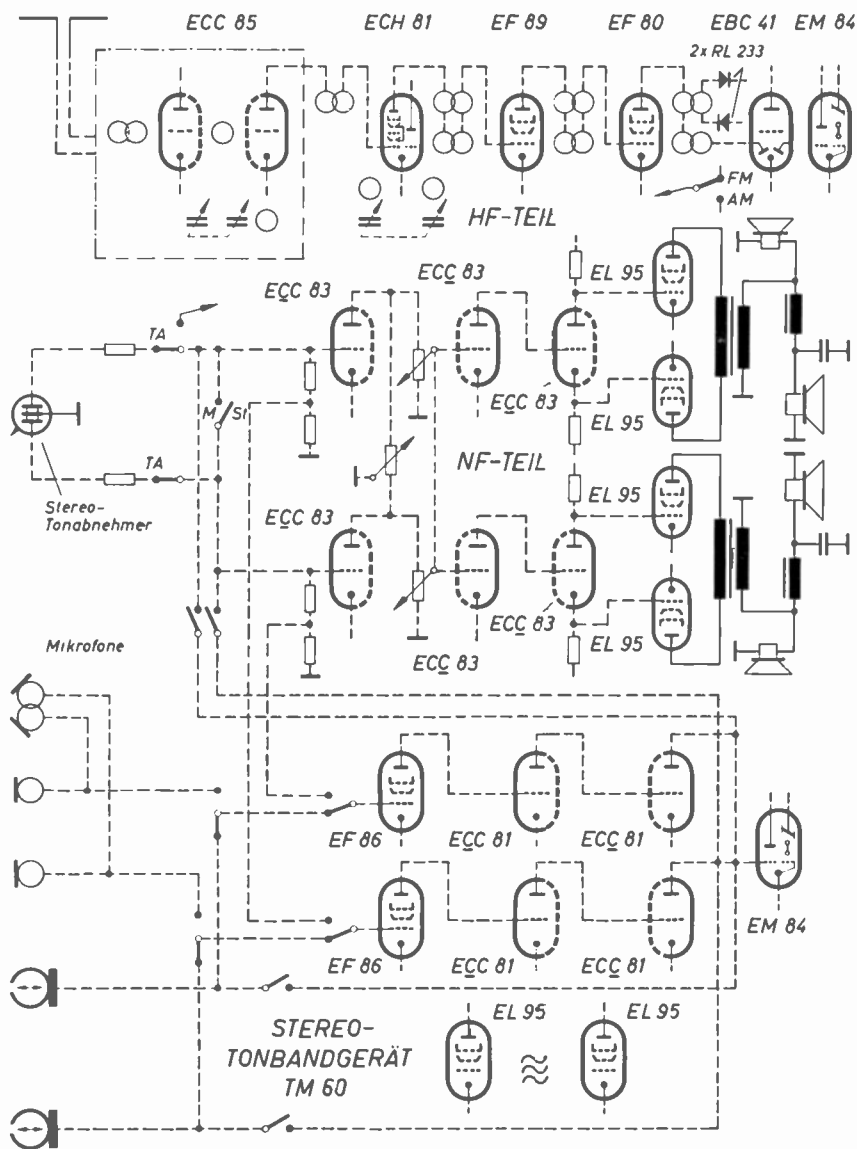 ECC 85
ECH 81
EF 89
EF 80
EBC 41
EM 84
2x RL 233
FM
AM
HF-TEIL
ECC 83
ECC 83
EL 95
TA
M
St
ECC 83
EL 95
TA
NF-TEIL
Stereo-
Tonabnehmer
ECC 83
EL 95
ECC 83
ECC 83
EL 95
Mikrofone
EF 86
ECC 81
ECC 81
EM 84
EF 86
ECC 81
ECC 81
EL 95
EL 95
STEREO-
TONBANDGERÄT
TM 60